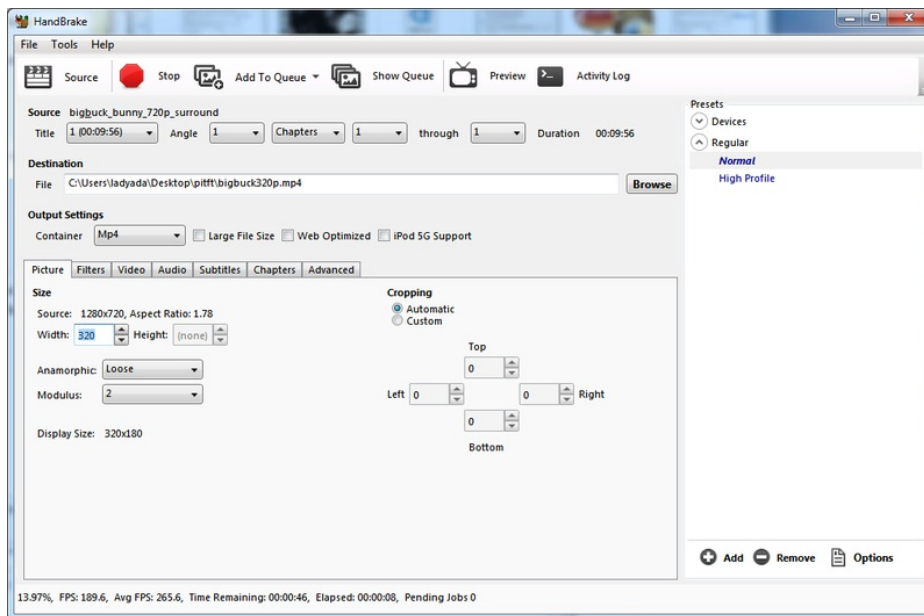 HandBrake
File Tools Help
Source Stop Add To Queue Show Queue Preview Activity Log
Source bigbuck_bunny_720p_surround
Title 1 (00:09:56) Angle 1 Chapters 1 through 1 Duration 00:09:56
Destination
File C:\Users\ladyada\Desktop\pitft\bigbuck320p.mp4 Browse
Output Settings
Container Mp4 Large File Size Web Optimized iPod 5G Support
Picture Filters Video Audio Subtitles Chapters Advanced
Size
Source: 1280x720, Aspect Ratio: 1.78
Width: 320 Height: (none)
Anamorphic: Loose
Modulus: 2
Display Size: 320x180
Cropping
Automatic
Custom
Top
0
Left 0 0 Right
0
Bottom
Presets
Devices
Regular
Normal
High Profile
Add Remove Options
13.97%, FPS: 189.6, Avg FPS: 265.6, Time Remaining: 00:00:46, Elapsed: 00:00:08, Pending Jobs 0